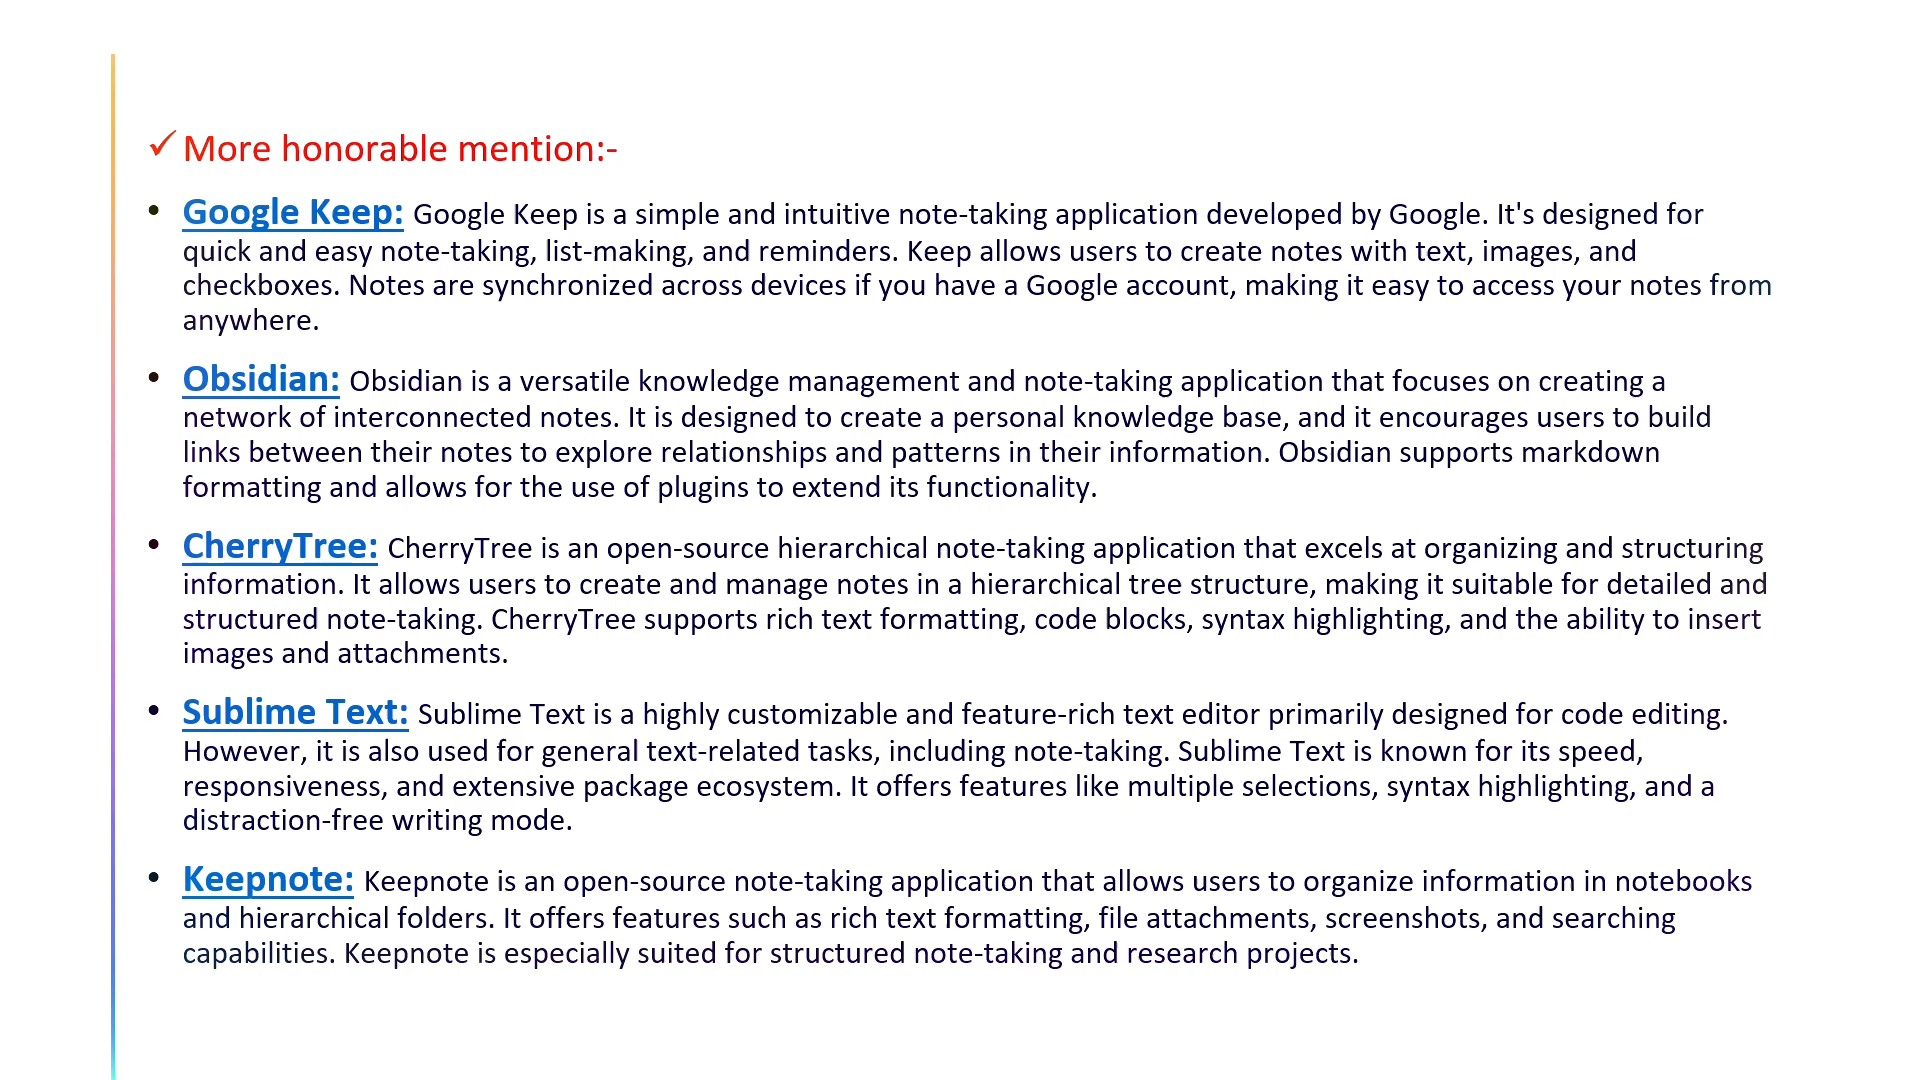 ✓ More honorable mention:-
• Google Keep: Google Keep is a simple and intuitive note-taking application developed by Google. It's designed for
quick and easy note-taking, list-making, and reminders. Keep allows users to create notes with text, images, and
checkboxes. Notes are synchronized across devices if you have a Google account, making it easy to access your notes from
anywhere.
• Obsidian: Obsidian is a versatile knowledge management and note-taking application that focuses on creating a
network of interconnected notes. It is designed to create a personal knowledge base, and it encourages users to build
links between their notes to explore relationships and patterns in their information. Obsidian supports markdown
formatting and allows for the use of plugins to extend its functionality.
• CherryTree: CherryTree is an open-source hierarchical note-taking application that excels at organizing and structuring
information. It allows users to create and manage notes in a hierarchical tree structure, making it suitable for detailed and
structured note-taking. CherryTree supports rich text formatting, code blocks, syntax highlighting, and the ability to insert
images and attachments.
• Sublime Text: Sublime Text is a highly customizable and feature-rich text editor primarily designed for code editing.
However, it is also used for general text-related tasks, including note-taking. Sublime Text is known for its speed,
responsiveness, and extensive package ecosystem. It offers features like multiple selections, syntax highlighting, and a
distraction-free writing mode.
• Keepnote: Keepnote is an open-source note-taking application that allows users to organize information in notebooks
and hierarchical folders. It offers features such as rich text formatting, file attachments, screenshots, and searching
capabilities. Keepnote is especially suited for structured note-taking and research projects.